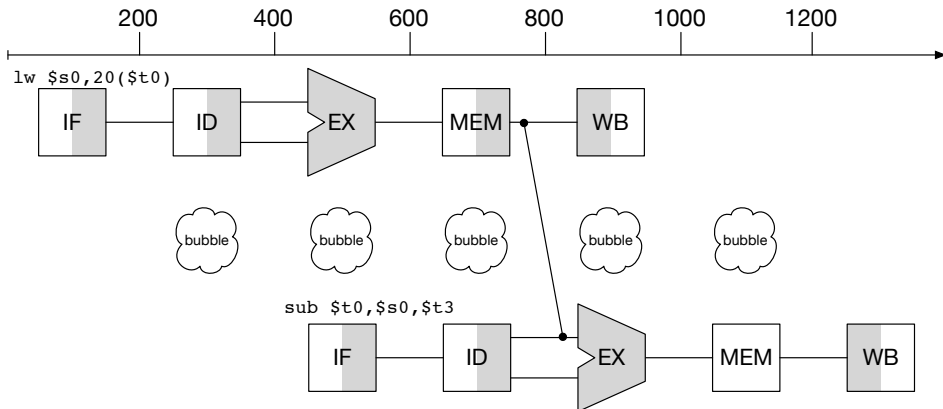 200 400 600 800 1000 1200
lw $s0,20($t0)
IF ID EX MEM WB
bubble bubble bubble bubble bubble
sub $t0,$s0,$t3
IF ID EX MEM WB